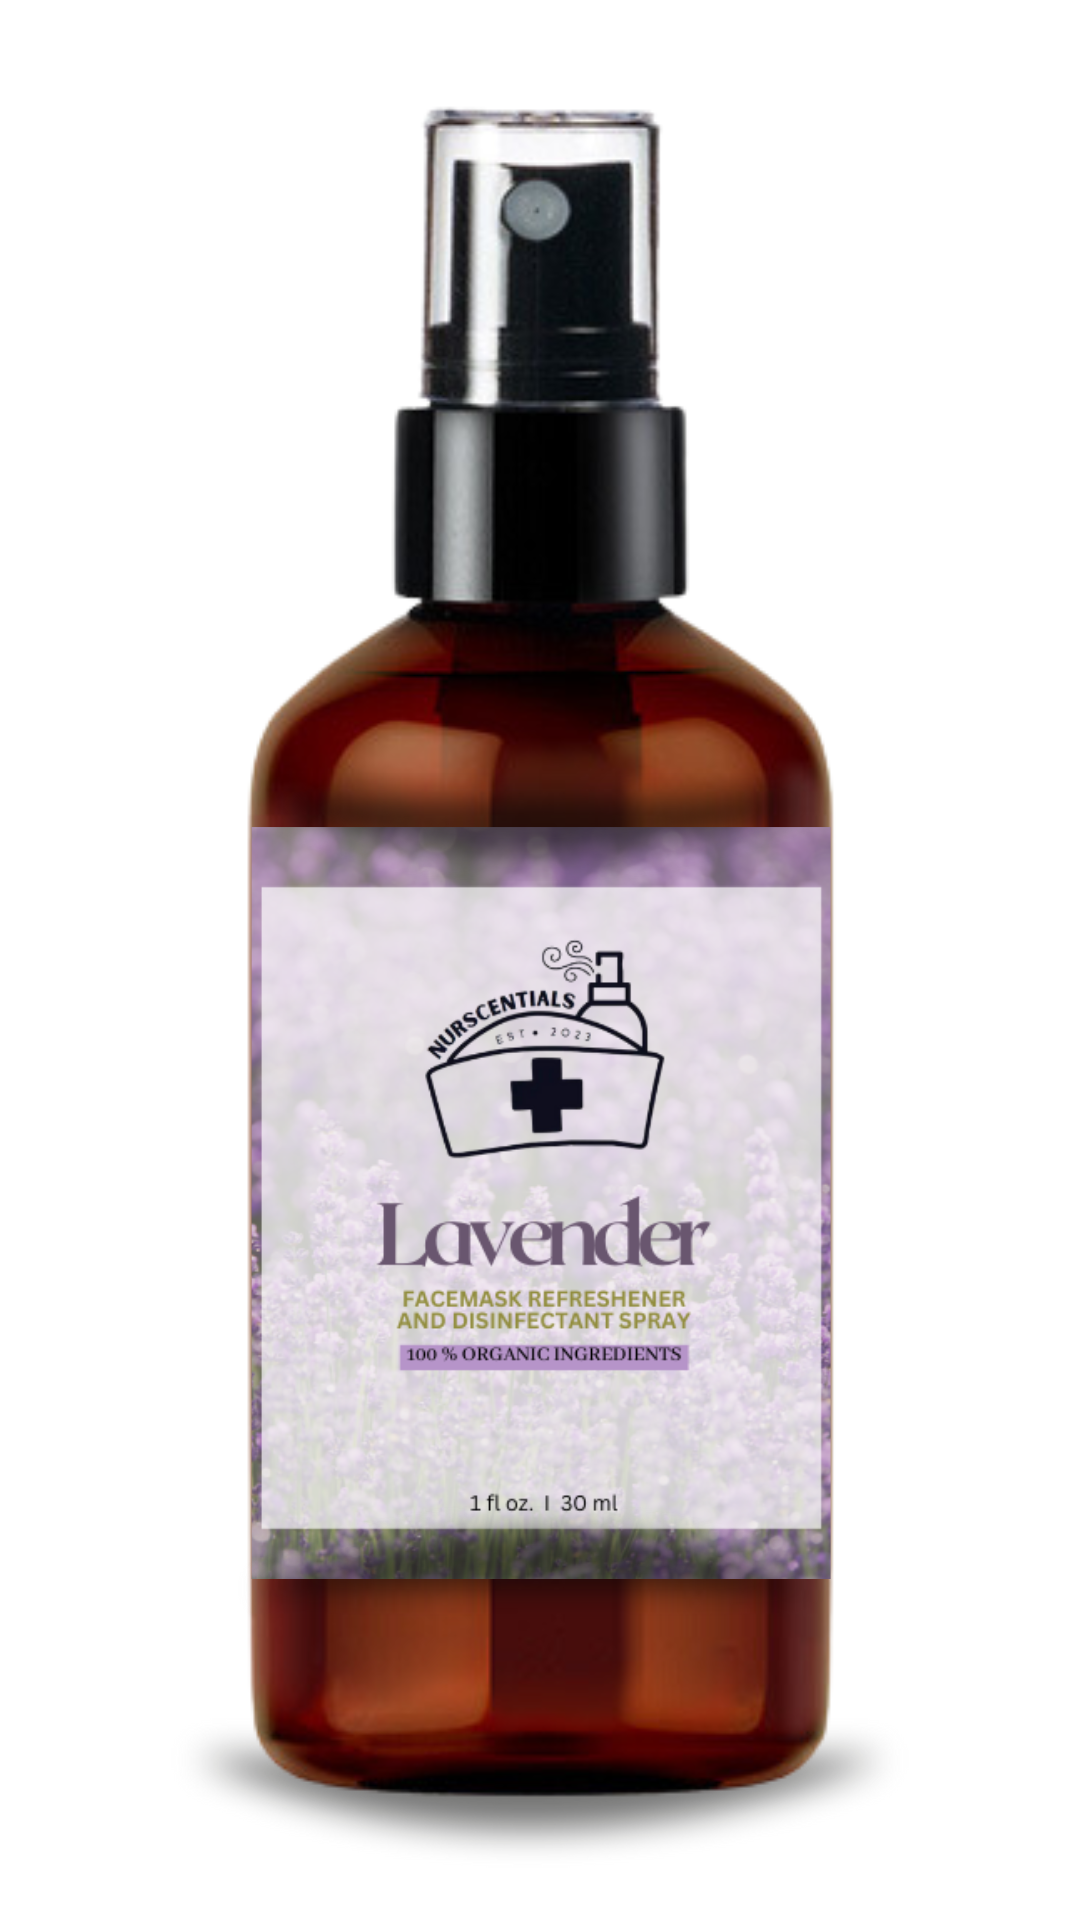 NURSCENTIALS
EST • 2023
Lavender
FACEMASK REFRESHENER
AND DISINFECTANT SPRAY
100 % ORGANIC INGREDIENTS
1 fl oz. I 30 ml